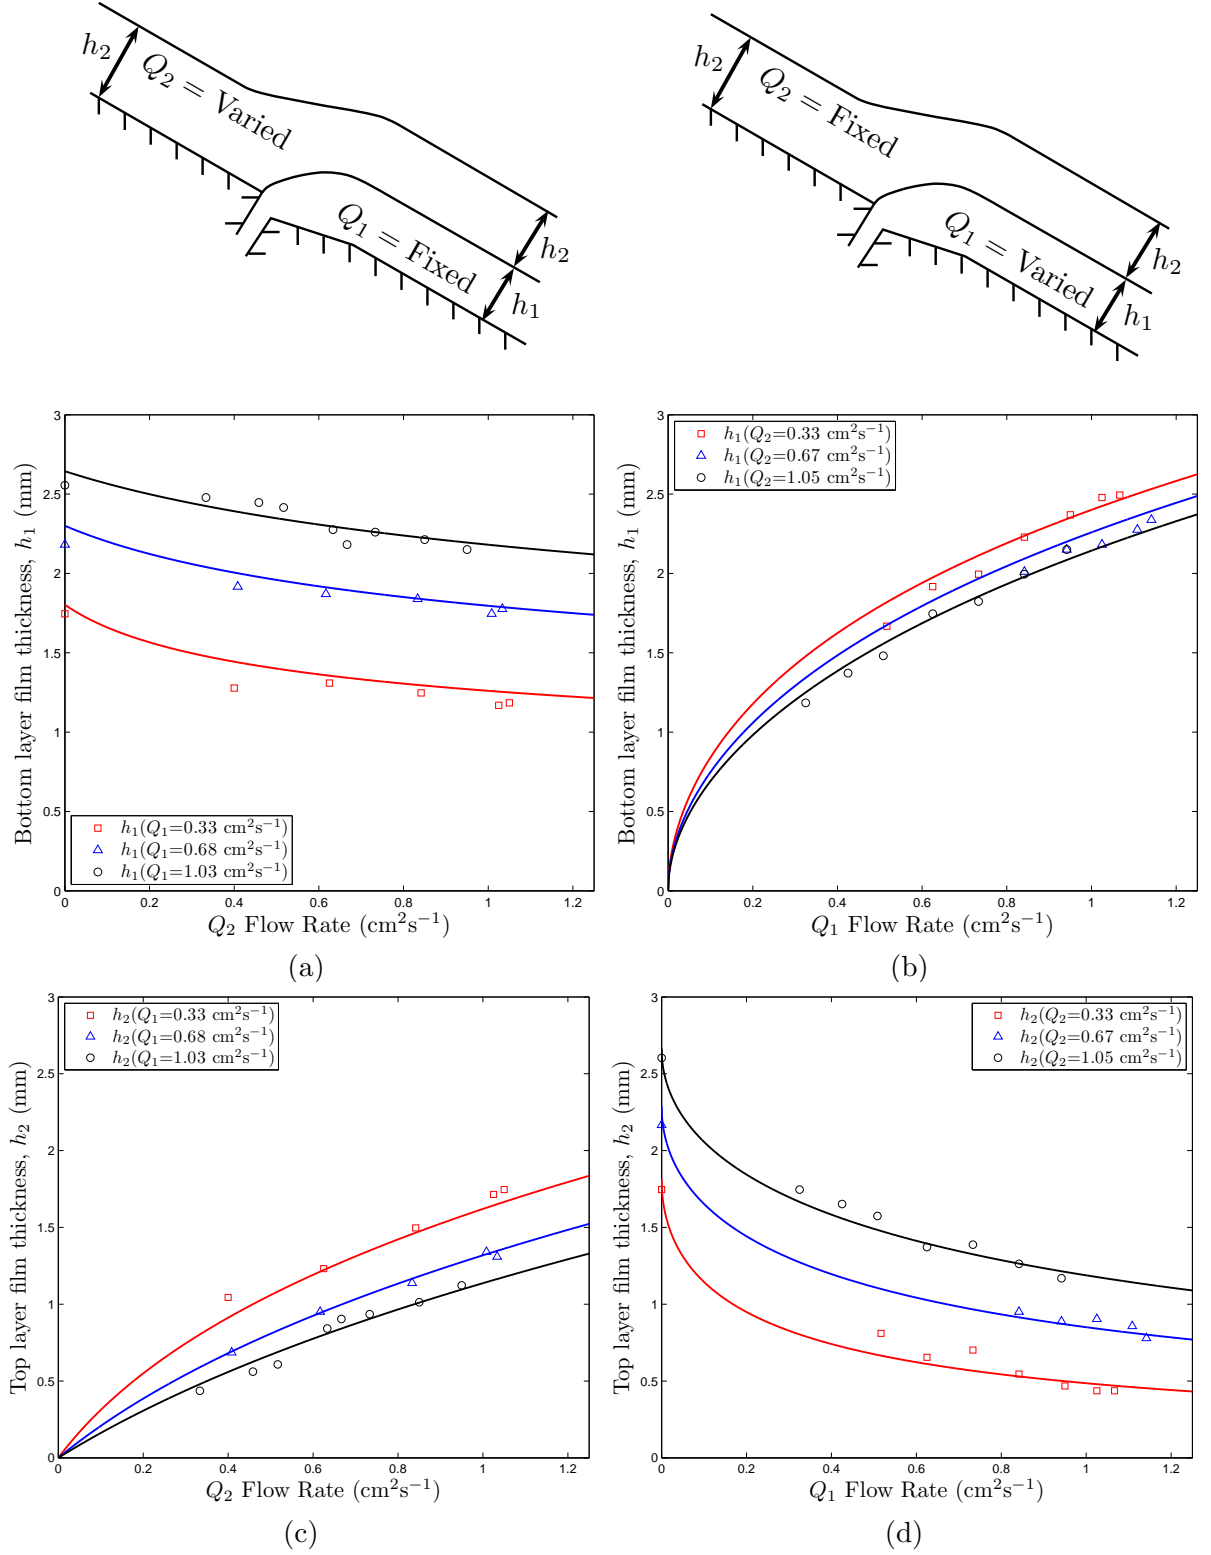 h₂
Q₂ = Varied
Q₁ = Fixed
h₂
h₁
h₂
Q₂ = Fixed
Q₁ = Varied
h₂
h₁
Bottom layer film thickness, h₁ (mm)
3
2.5
2
1.5
1
0.5
0
h₁(Q₁=0.33 cm²s⁻¹)
h₁(Q₁=0.68 cm²s⁻¹)
h₁(Q₁=1.03 cm²s⁻¹)
0 0.2 0.4 0.6 0.8 1 1.2
Q₂ Flow Rate (cm²s⁻¹)
(a)
Bottom layer film thickness, h₁ (mm)
3
2.5
2
1.5
1
0.5
0
h₁(Q₂=0.33 cm²s⁻¹)
h₁(Q₂=0.67 cm²s⁻¹)
h₁(Q₂=1.05 cm²s⁻¹)
0 0.2 0.4 0.6 0.8 1 1.2
Q₁ Flow Rate (cm²s⁻¹)
(b)
Top layer film thickness, h₂ (mm)
3
2.5
2
1.5
1
0.5
0
h₂(Q₁=0.33 cm²s⁻¹)
h₂(Q₁=0.68 cm²s⁻¹)
h₂(Q₁=1.03 cm²s⁻¹)
0 0.2 0.4 0.6 0.8 1 1.2
Q₂ Flow Rate (cm²s⁻¹)
(c)
Top layer film thickness, h₂ (mm)
3
2.5
2
1.5
1
0.5
0
h₂(Q₂=0.33 cm²s⁻¹)
h₂(Q₂=0.67 cm²s⁻¹)
h₂(Q₂=1.05 cm²s⁻¹)
0 0.2 0.4 0.6 0.8 1 1.2
Q₁ Flow Rate (cm²s⁻¹)
(d)